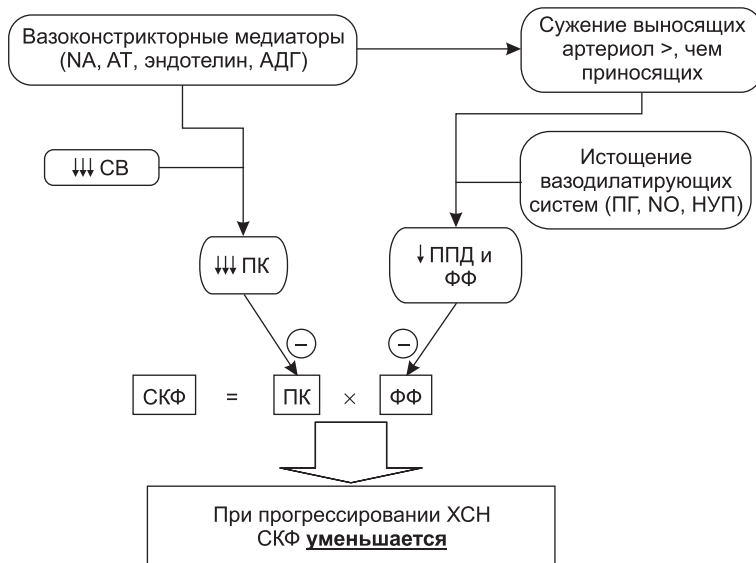 Вазоконстрикторные медиаторы
(NA, АТ, эндотелин, АДГ)
Сужение выносящих
артериол >, чем
приносящих
↓↓↓ СВ
Истощение
вазодилатирующих
систем (ПГ, NO, НУП)
↓↓↓ ПК
↓ ППД и
ФФ
− −
СКФ = ПК × ФФ
При прогрессировании ХСН
СКФ уменьшается